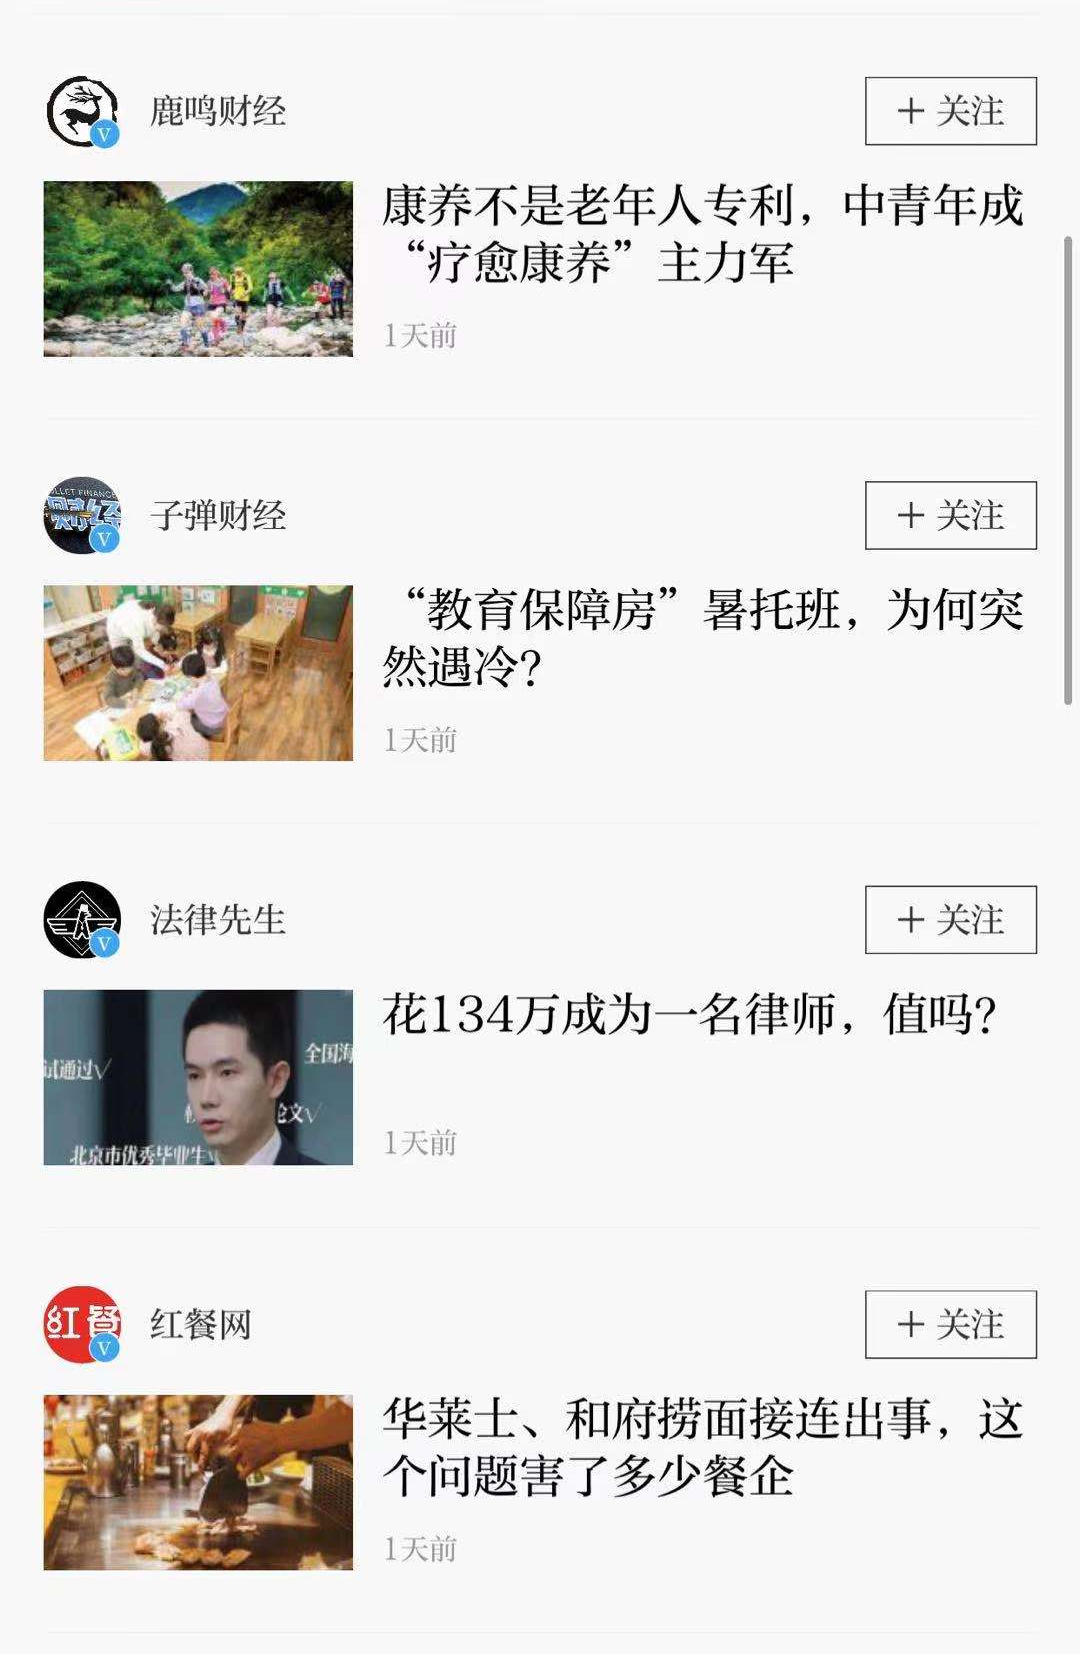 鹿鸣财经
V
+ 关注
康养不是老年人专利，中青年成
“疗愈康养”主力军
1天前
子弹财经
V
+ 关注
“教育保障房”暑托班，为何突
然遇冷?
1天前
法律先生
V
+ 关注
花134万成为一名律师，值吗?
全国海
试通过√
论文√
北京市优秀毕业生√
1天前
红餐
V
红餐网
+ 关注
华莱士、和府捞面接连出事，这
个问题害了多少餐企
1天前